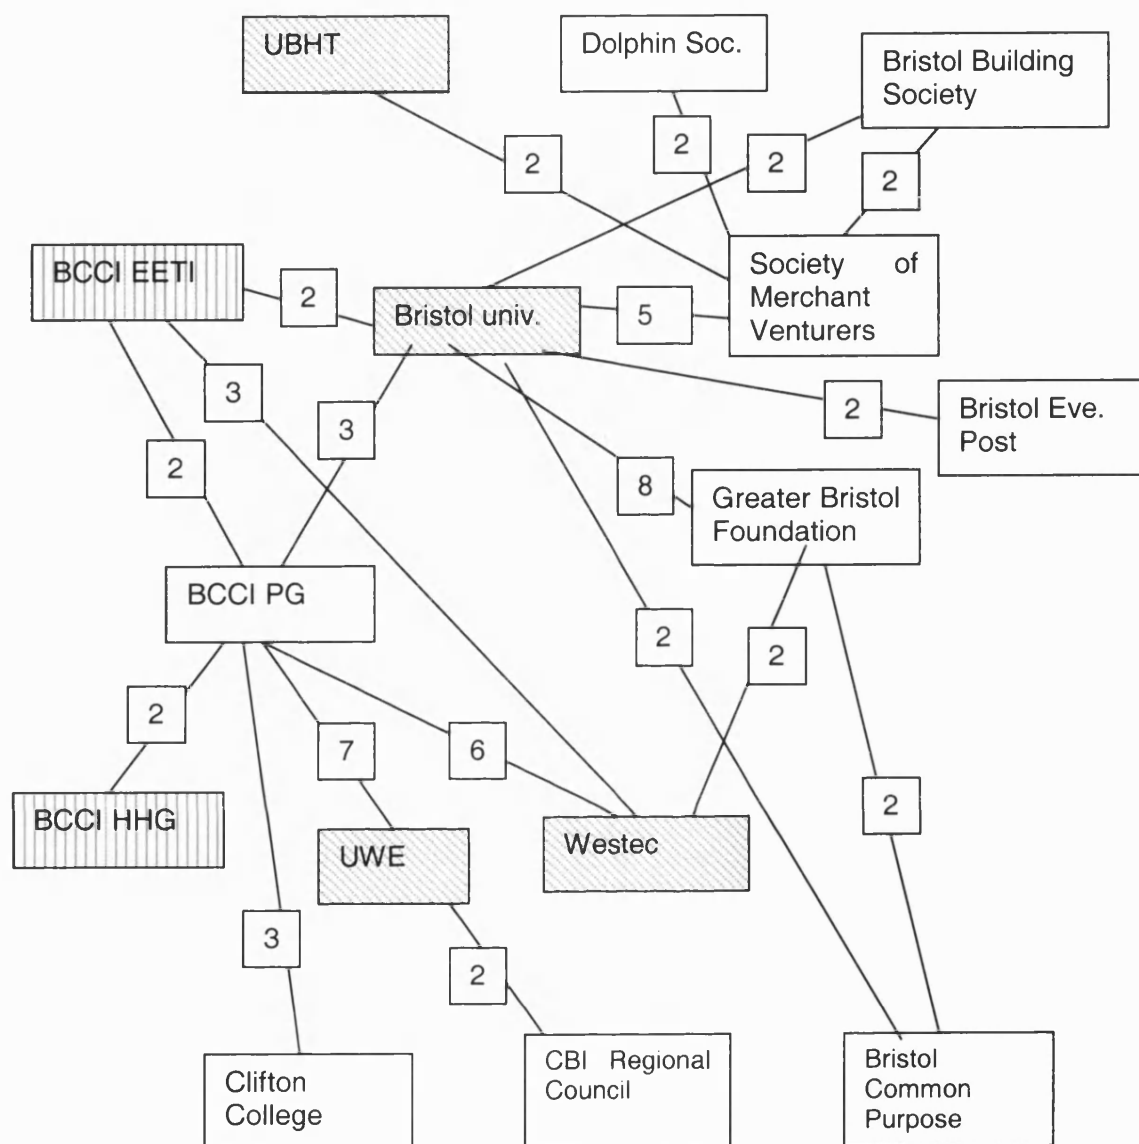 UBHT
Dolphin Soc.
Bristol Building
Society
2
2
2
2
BCCI EETI
2
Bristol univ.
5
Society of
Merchant
Venturers
3
3
2
Bristol Eve.
Post
2
8
Greater Bristol
Foundation
BCCI PG
2
2
2
7
6
2
BCCI HHG
UWE
Westec
3
2
Clifton
College
CBI Regional
Council
Bristol
Common
Purpose